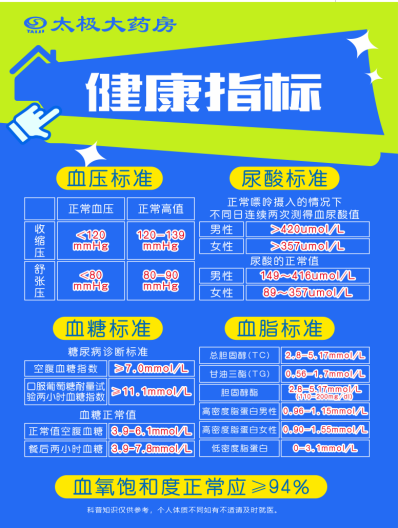 太极大药房
健康指标
血压标准
正常血压 正常高值
收缩压 <120 mmHg 120-139 mmHg
舒张压 <80 mmHg 80-90 mmHg
尿酸标准
正常嘌呤摄入的情况下
不同日连续两次测得血尿酸值
男性 >420umol/L
女性 >357umol/L
尿酸的正常值
男性 149~416umol/L
女性 89~357umol/L
血糖标准
糖尿病诊断标准
空腹血糖指数 ≥7.0mmol/L
口服葡萄糖耐量试
验两小时血糖指数 ≥11.1mmol/L
血糖正常值
正常值空腹血糖 3.9-6.1mmol/L
餐后两小时血糖 3.9-7.8mmol/L
血脂标准
总胆固醇(TC) 2.8-5.17mmol/L
甘油三酯(TG) 0.56-1.7mmol/L
胆固醇酯 2.8-5.17mmol/L
(110-200mg/dl)
高密度脂蛋白男性 0.96-1.15mmol/L
高密度脂蛋白女性 0.90-1.55mmol/L
低密度脂蛋白 0-3.1mmol/L
血氧饱和度正常应≥94%
科普知识仅供参考，个人体质不同如有不适请及时就医。